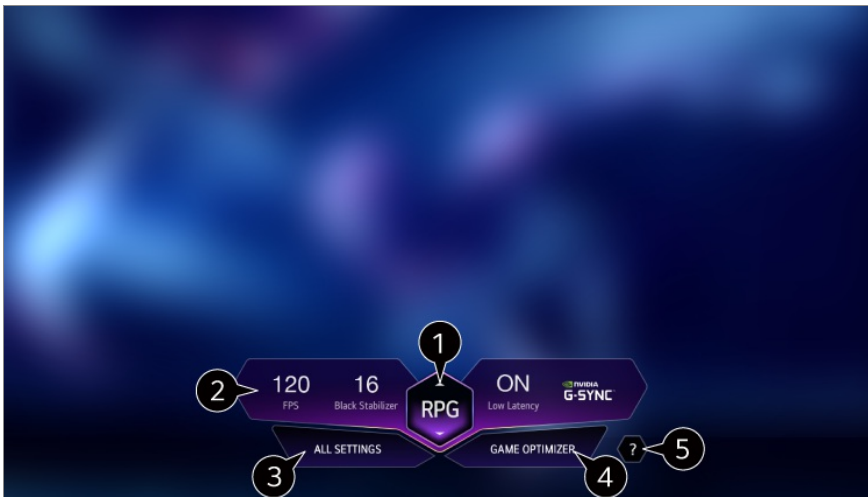 1
2
120
FPS
16
Black Stabilizer
RPG
ON
Low Latency
NVIDIA
G-SYNC
3
ALL SETTINGS
GAME OPTIMIZER
4
?
5